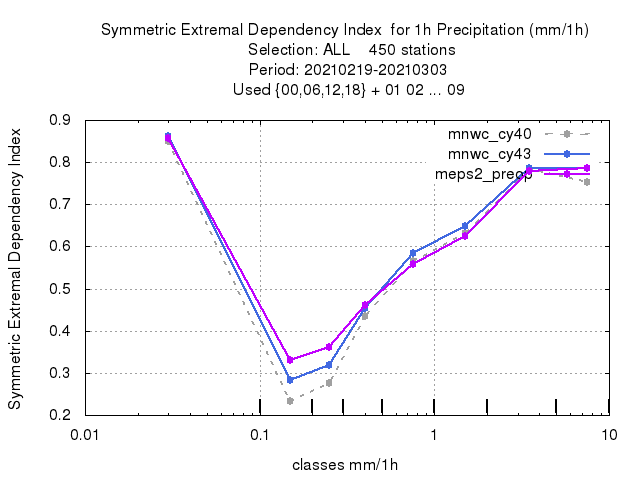 Symmetric Extremal Dependency Index for 1h Precipitation (mm/1h)
Selection: ALL 450 stations
Period: 20210219-20210303
Used {00,06,12,18} + 01 02 ... 09
Symmetric Extremal Dependency Index
0.9
0.8
0.7
0.6
0.5
0.4
0.3
0.2
mnwc_cy40
mnwc_cy43
meps2_preop
0.01
0.1
1
10
classes mm/1h